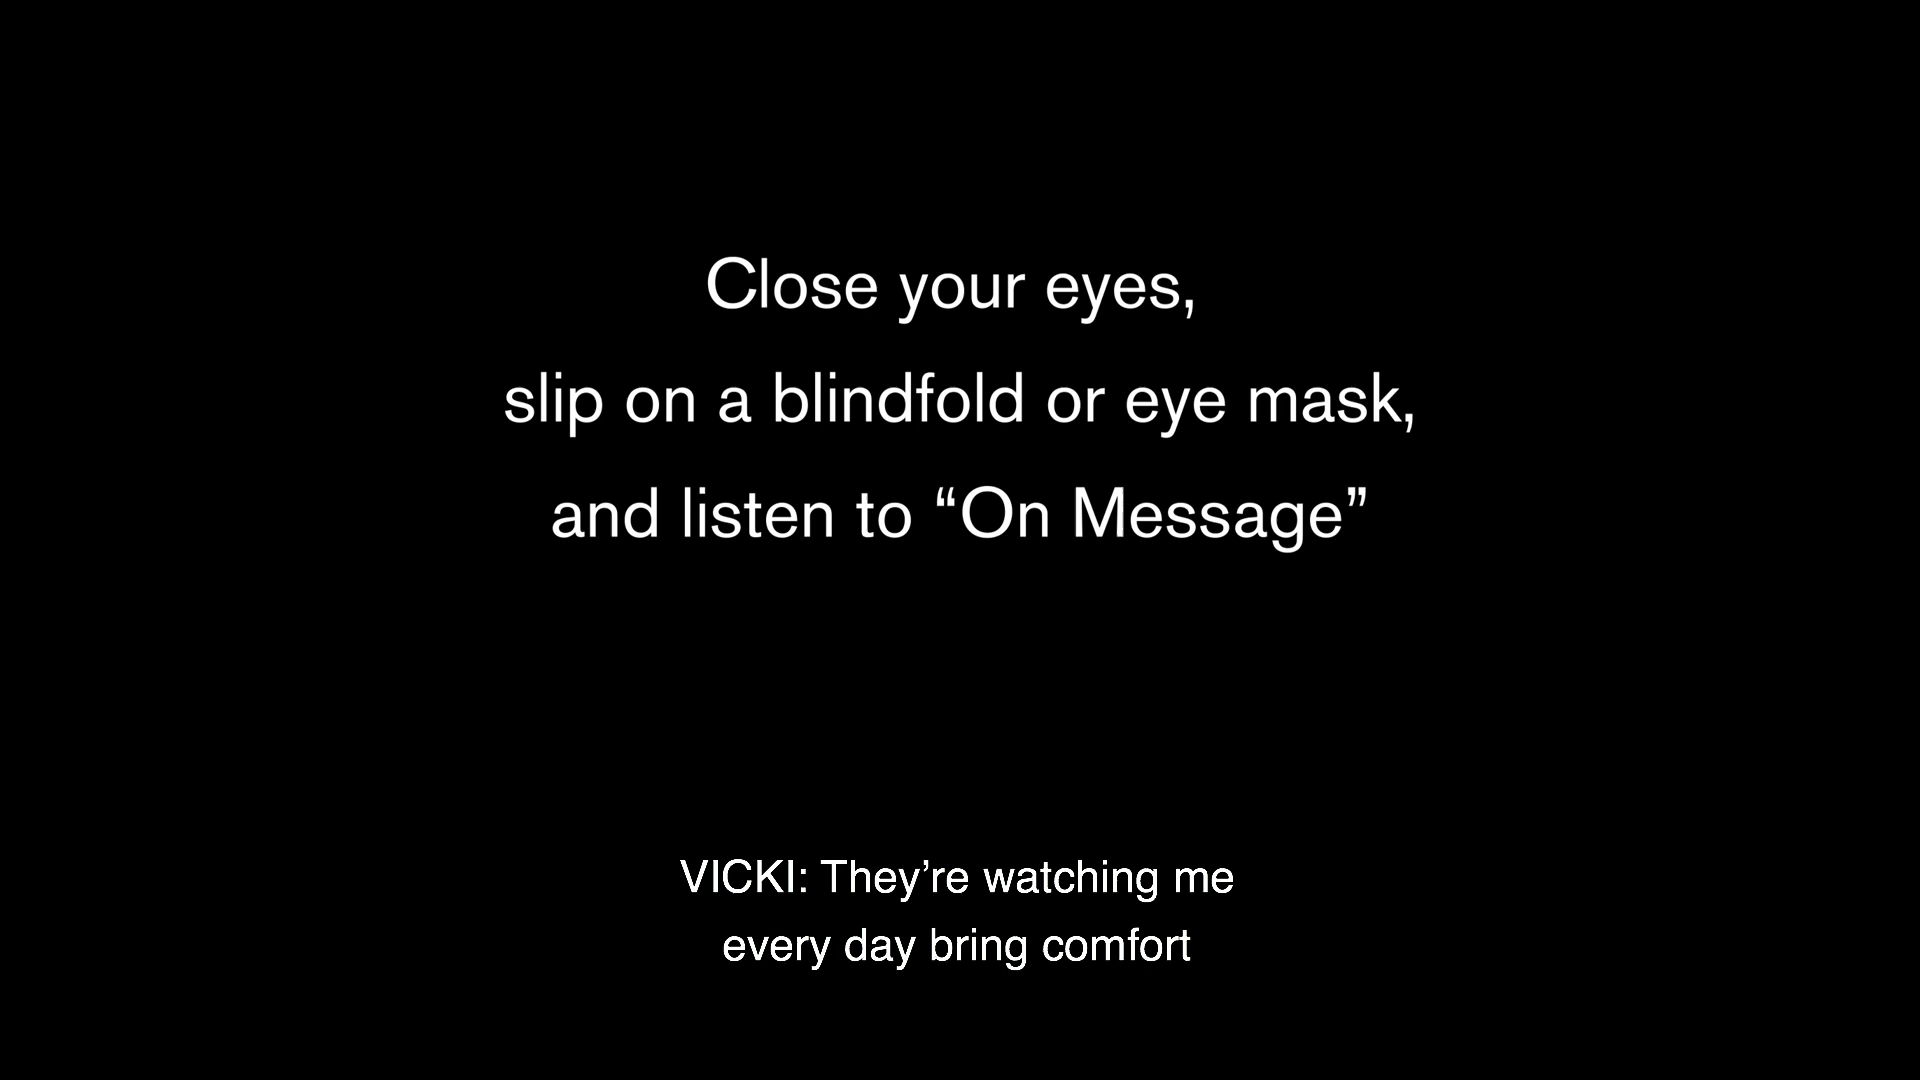 Close your eyes,
slip on a blindfold or eye mask,
and listen to “On Message”
VICKI: They’re watching me
every day bring comfort